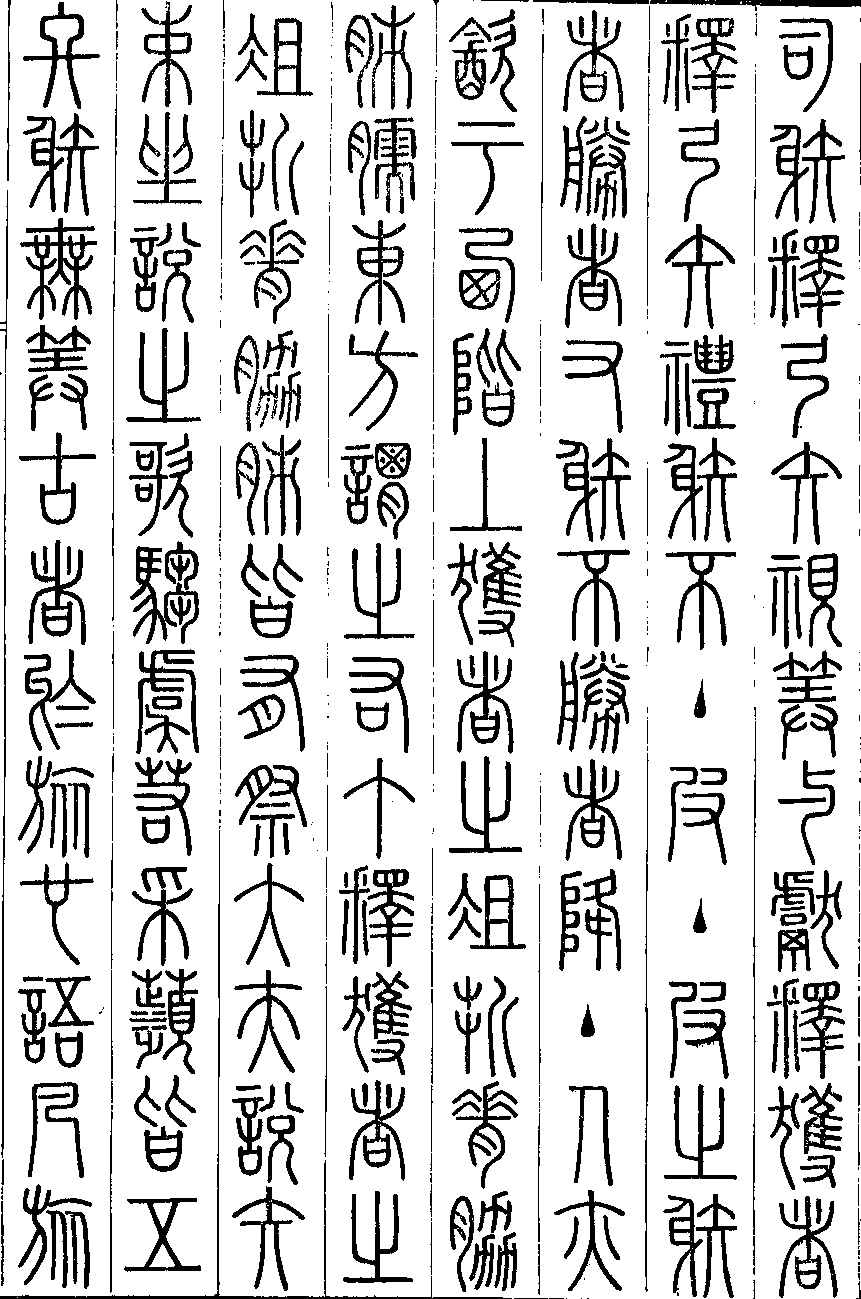 司射釋弓矢視筭與獻釋獲者
釋弓矢禮射不主皮主皮之射
者勝者又射不勝者降主人亦
飲于西階上獲者之俎折脊脅
肺臑東方謂之右个釋獲者之
俎折脊脅肺皆有祭大夫說矢
束坐說之歌騶虞若采蘋皆五
終射無筭古者於旅也語凡旅